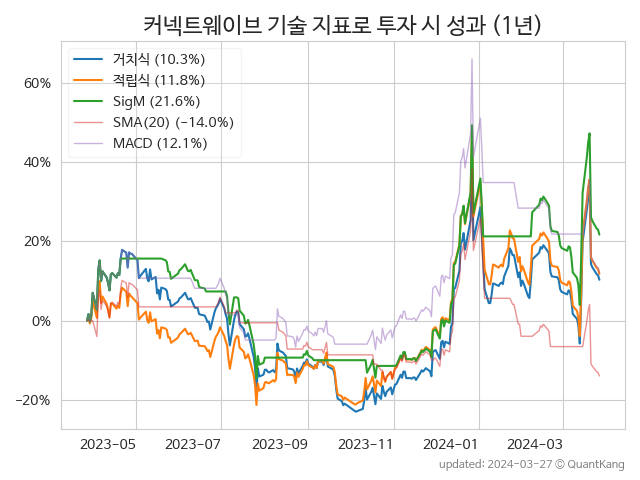 커넥트웨이브 기술 지표로 투자 시 성과 (1년)
거치식 (10.3%)
적립식 (11.8%)
SigM (21.6%)
SMA(20) (−14.0%)
MACD (12.1%)
60%
40%
20%
0%
−20%
2023-05 2023-07 2023-09 2023-11 2024-01 2024-03
updated: 2024-03-27 © QuantKang